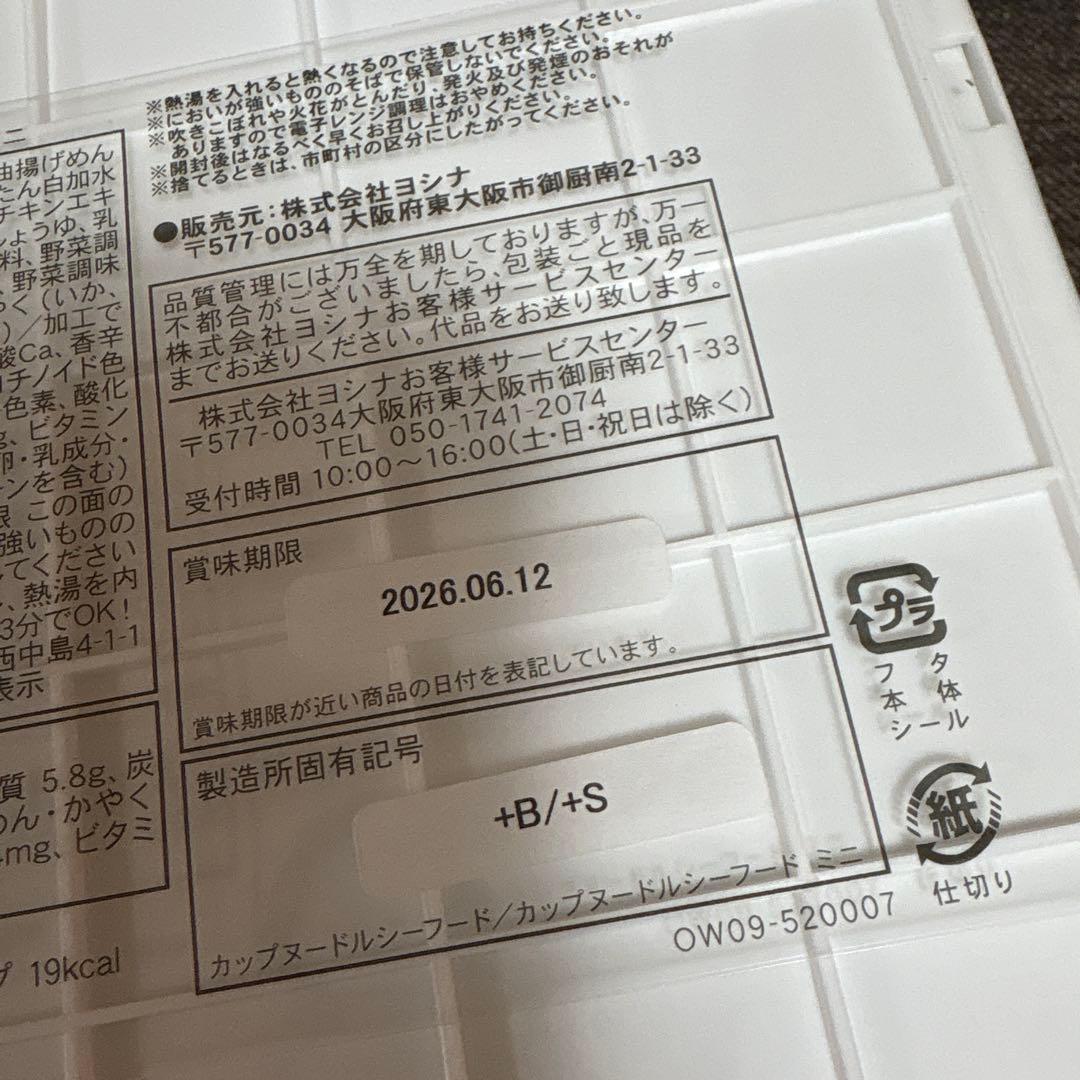 ※熱湯を入れると熱くなるので注意してお持ちください。
※においが強いもののそばで保管しないでください。
※吹きこぼれや火花がとんだり、発火及び発煙のおそれが
ありますので電子レンジ調理はおやめください。
※開封後はなるべく早くお召し上がりください。
※捨てるときは、市町村の区分にしたがってください。
●販売元:株式会社ヨシナ
〒577-0034 大阪府東大阪市御厨南2-1-33
品質管理には万全を期しておりますが、万一
不都合がございましたら、包装ごと現品を
株式会社ヨシナお客様サービスセンター
までお送りください。代品をお送り致します。
株式会社ヨシナお客様サービスセンター
〒577-0034大阪府東大阪市御厨南2-1-33
TEL 050-1741-2074
受付時間 10:00～16:00(土・日・祝日は除く)
賞味期限
2026.06.12
賞味期限が近い商品の日付を表記しています。
製造所固有記号
+B/+S
カップヌードルシーフード/カップヌードルシーフード ミニ
OW09-520007
プラ
フタ
本体
シール
紙
仕切り
ニ
油揚げめん
たん白加水
チキンエキ
しょうゆ、乳
料、野菜調
、野菜調味
く(いか、
)/加工で
酸Ca、香辛
ロチノイド色
色素、酸化
、ビタミン
卵・乳成分・
ンを含む)
限 この面の
強いものの
てください
、熱湯を内
3分でOK!
西中島4-1-1
表示
質 5.8g、炭
めん・かやく
mg、ビタミ
プ 19kcal